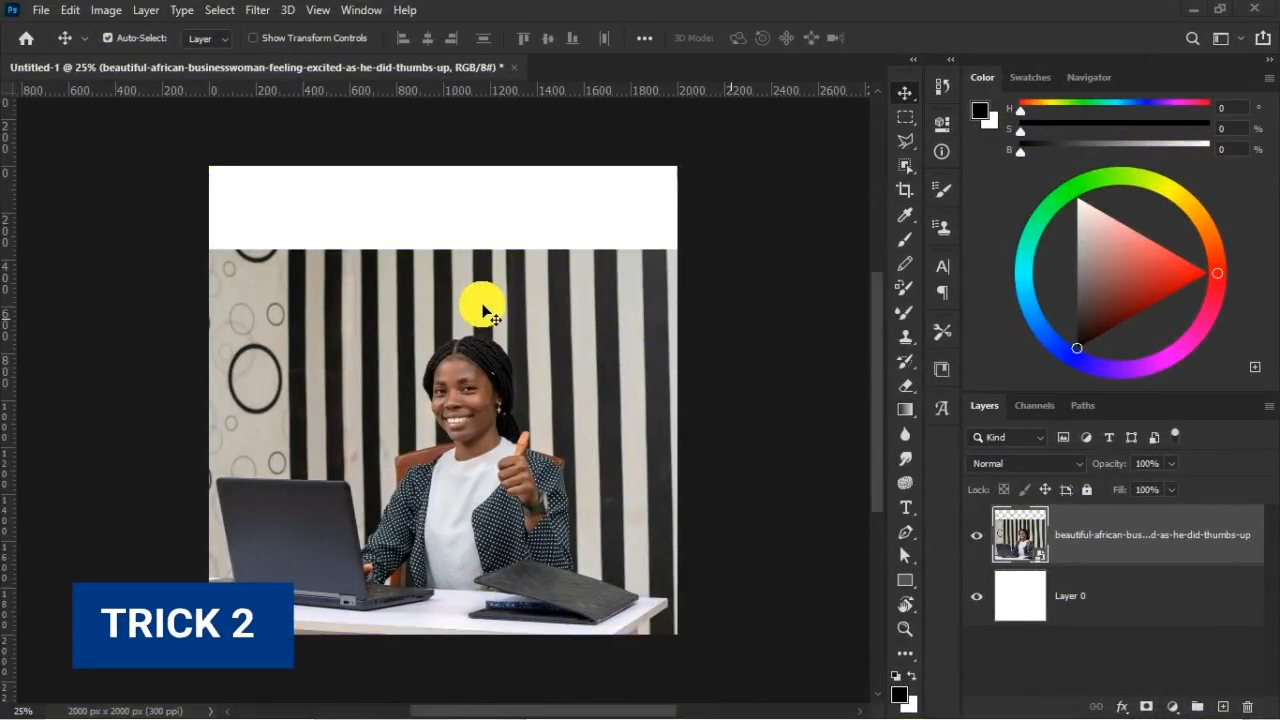 Ps File Edit Image Layer Type Select Filter 3D View Window Help
Auto-Select: Layer Show Transform Controls 3D Mode:
Untitled-1 @ 25% (beautiful-african-businesswoman-feeling-excited-as-he-did-thumbs-up, RGB/8#) *
800 600 400 200 0 200 400 600 800 1000 1200 1400 1600 1800 2000 2200 2400 2600
Color Swatches Navigator
H 0 °
S 0 %
B 0 %
Layers Channels Paths
Kind
Normal Opacity: 100%
Lock: Fill: 100%
beautiful-african-bus...d-as-he-did-thumbs-up
Layer 0
TRICK 2
25% 2000 px x 2000 px (300 ppi)